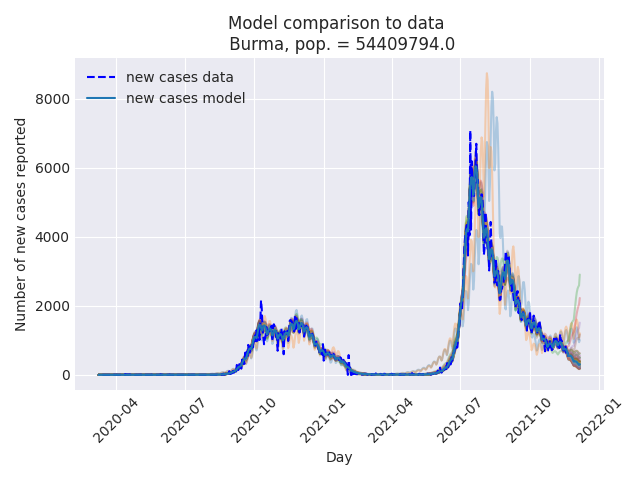 Model comparison to data
Burma, pop. = 54409794.0
new cases data
new cases model
Number of new cases reported
8000
6000
4000
2000
0
2020-04
2020-07
2020-10
2021-01
2021-04
2021-07
2021-10
2022-01
Day